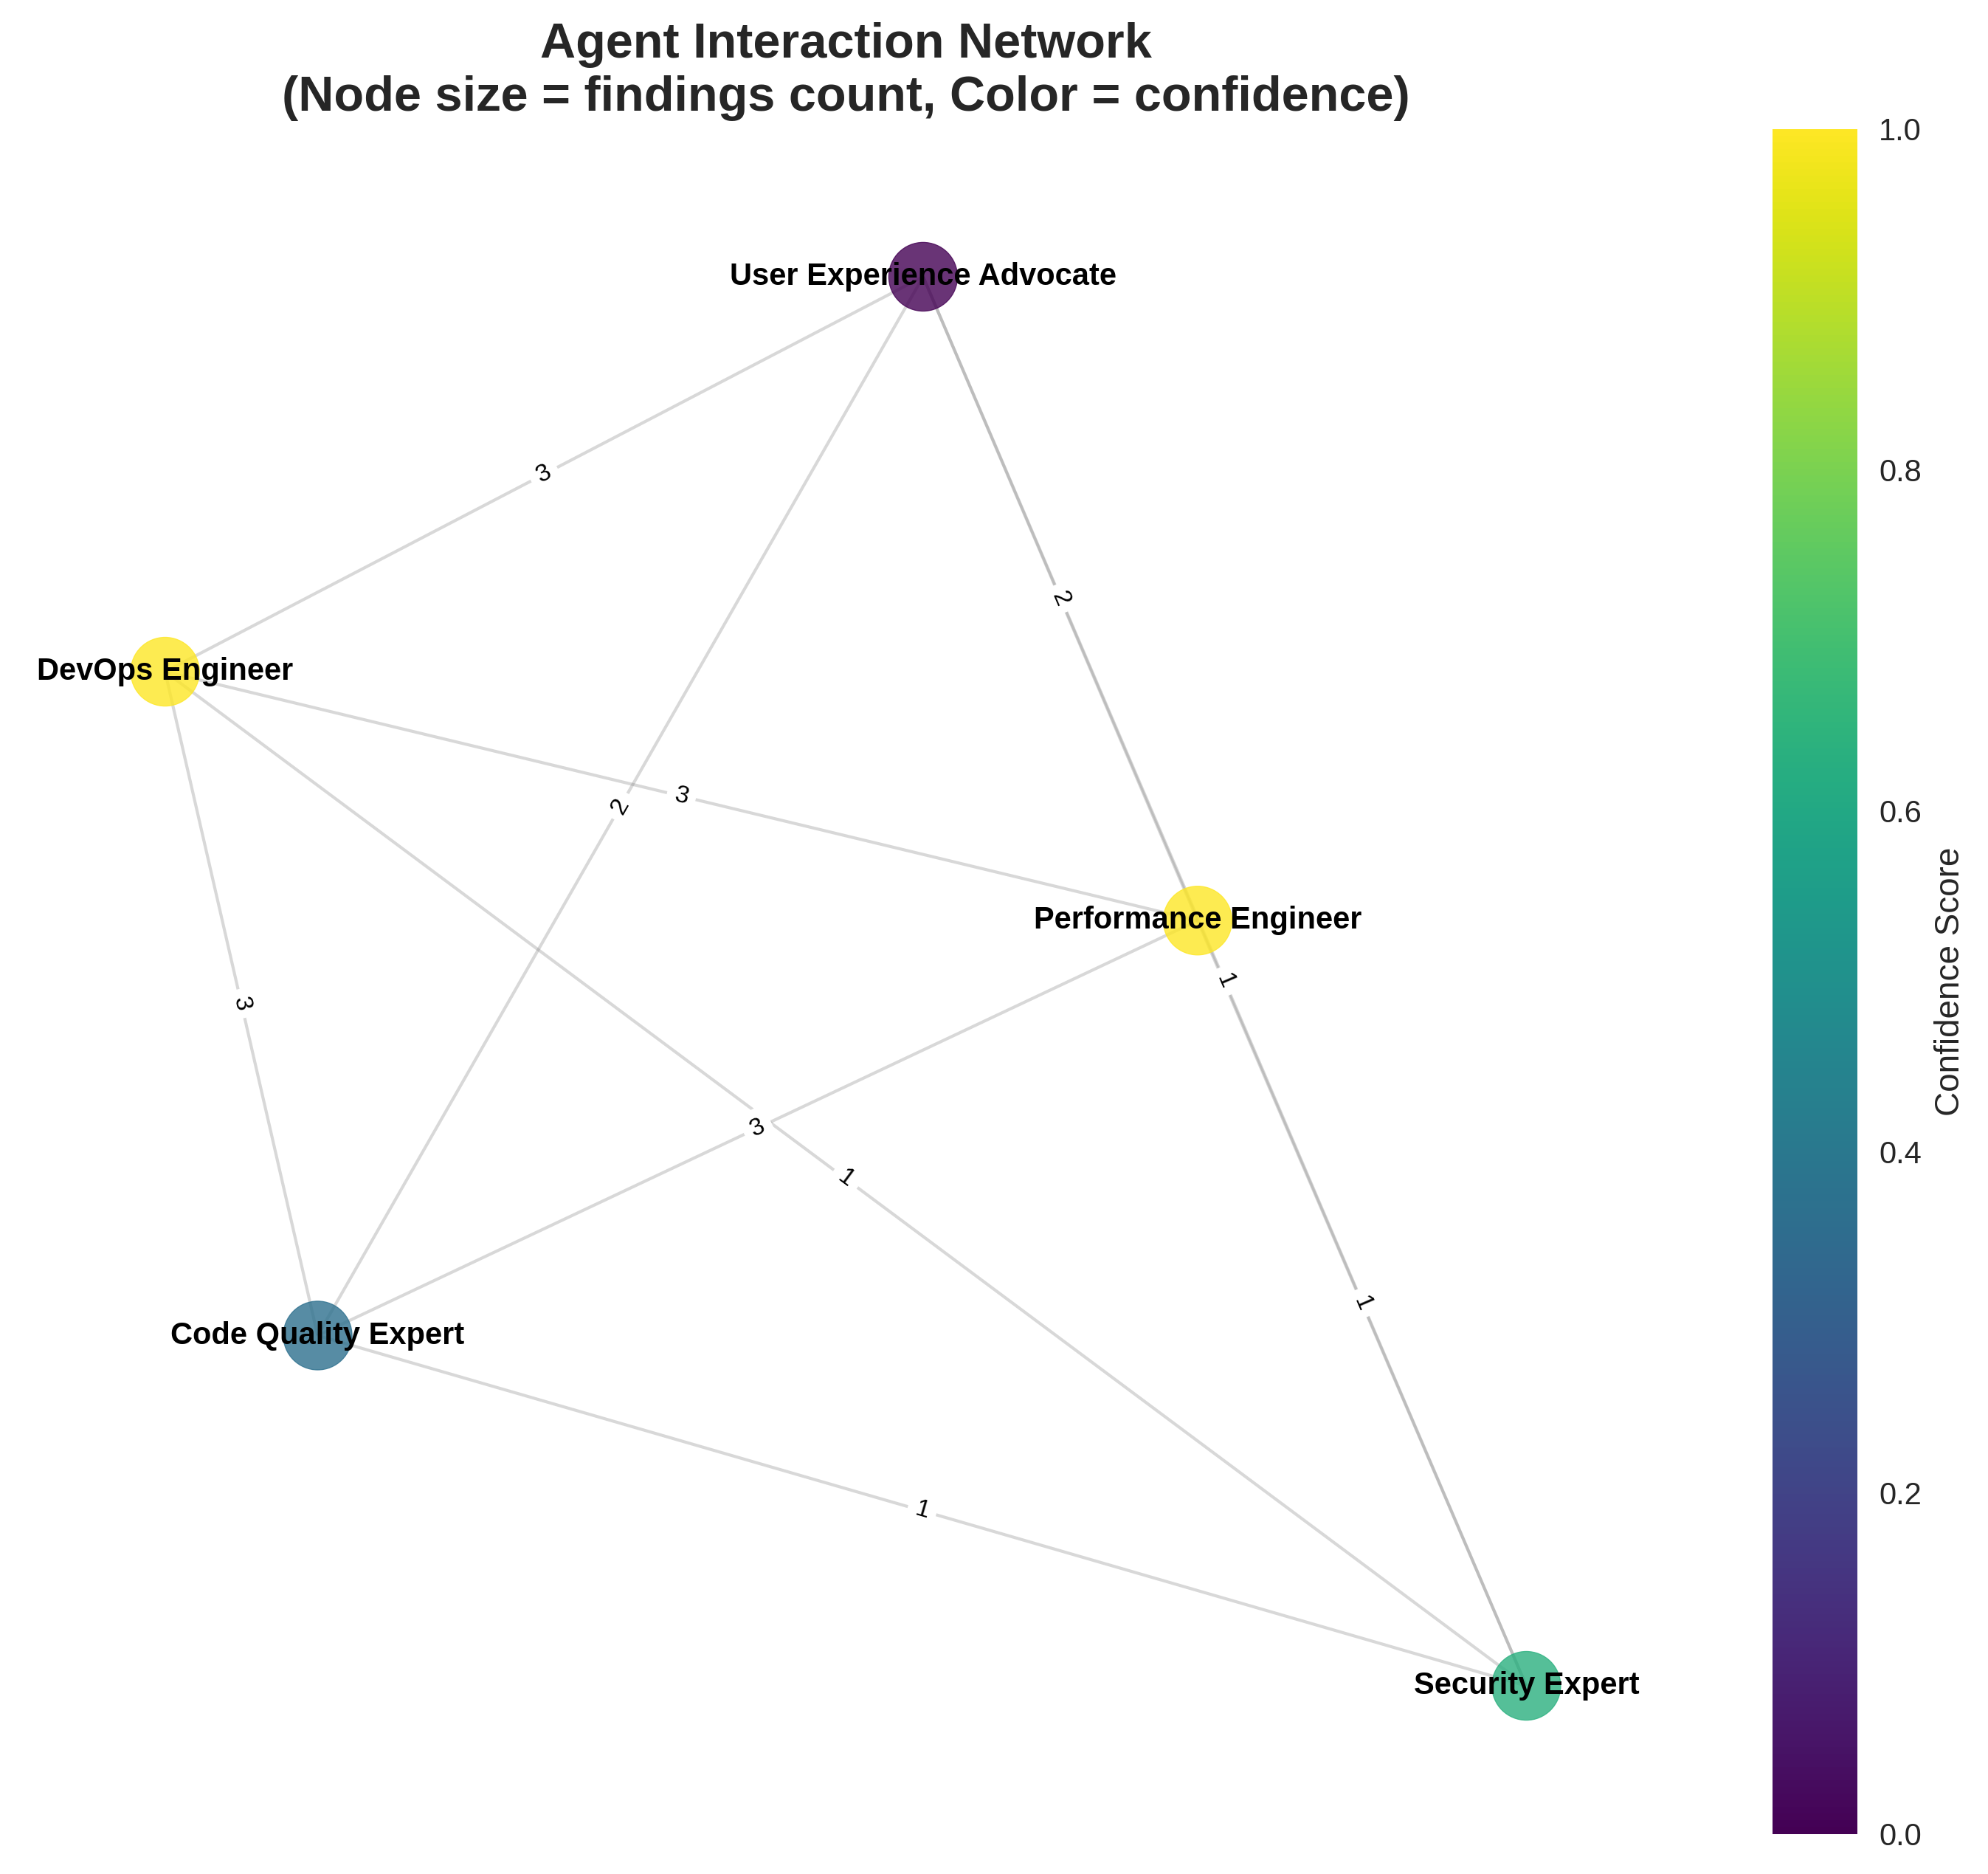 Agent Interaction Network
(Node size = findings count, Color = confidence)
1.0
User Experience Advocate
3
0.8
2
DevOps Engineer
3
2
0.6
Performance Engineer
Confidence Score
1
3
3
0.4
1
1
Code Quality Expert
0.2
1
Security Expert
0.0